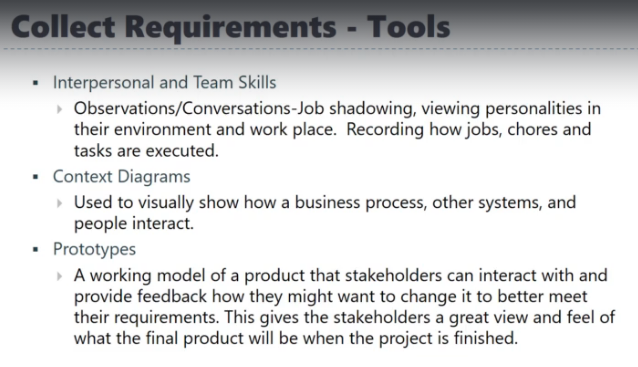 Collect Requirements - Tools
▪ Interpersonal and Team Skills
Observations/Conversations-Job shadowing, viewing personalities in
their environment and work place. Recording how jobs, chores and
tasks are executed.
▪ Context Diagrams
Used to visually show how a business process, other systems, and
people interact.
▪ Prototypes
A working model of a product that stakeholders can interact with and
provide feedback how they might want to change it to better meet
their requirements. This gives the stakeholders a great view and feel of
what the final product will be when the project is finished.